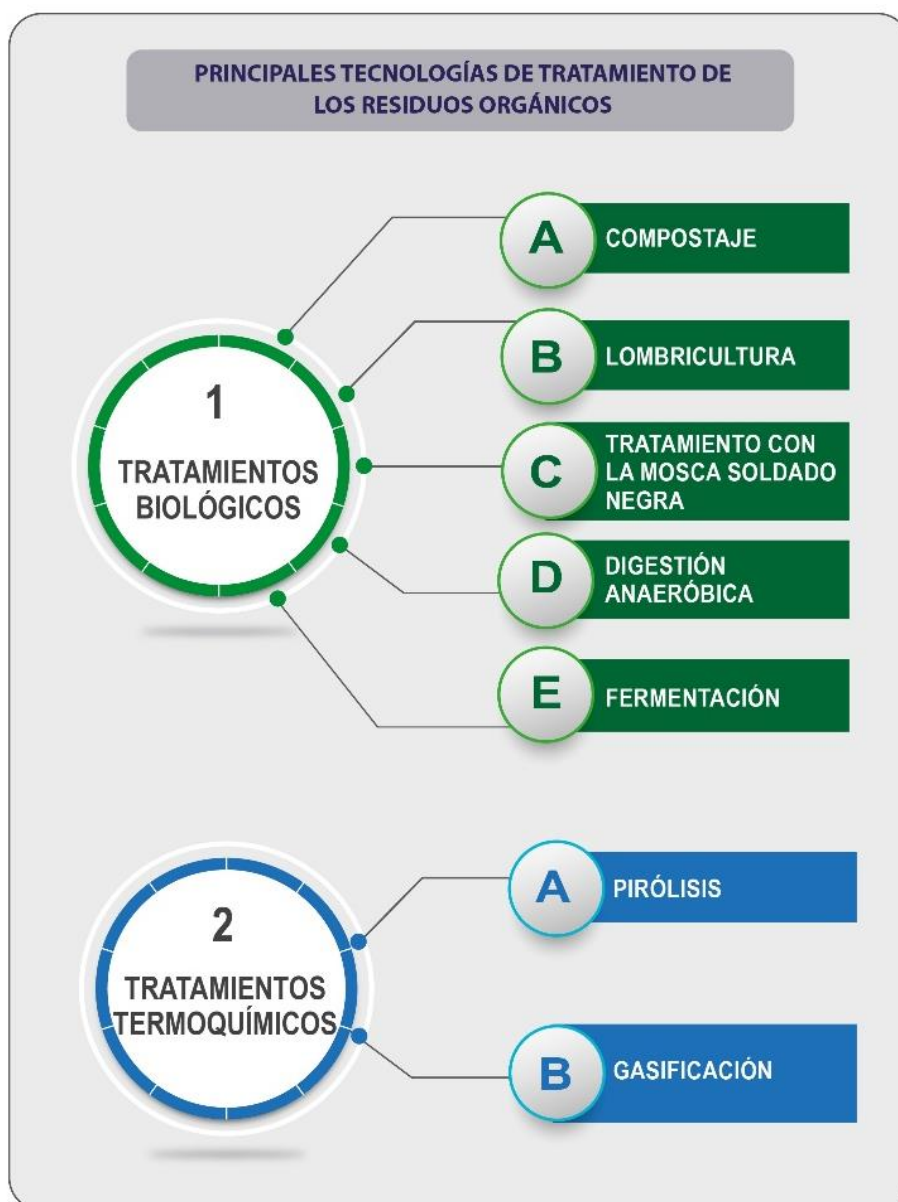 PRINCIPALES TECNOLOGÍAS DE TRATAMIENTO DE
LOS RESIDUOS ORGÁNICOS
1
TRATAMIENTOS
BIOLÓGICOS
A
COMPOSTAJE
B
LOMBRICULTURA
C
TRATAMIENTO CON
LA MOSCA SOLDADO
NEGRA
D
DIGESTIÓN
ANAERÓBICA
E
FERMENTACIÓN
2
TRATAMIENTOS
TERMOQUÍMICOS
A
PIRÓLISIS
B
GASIFICACIÓN